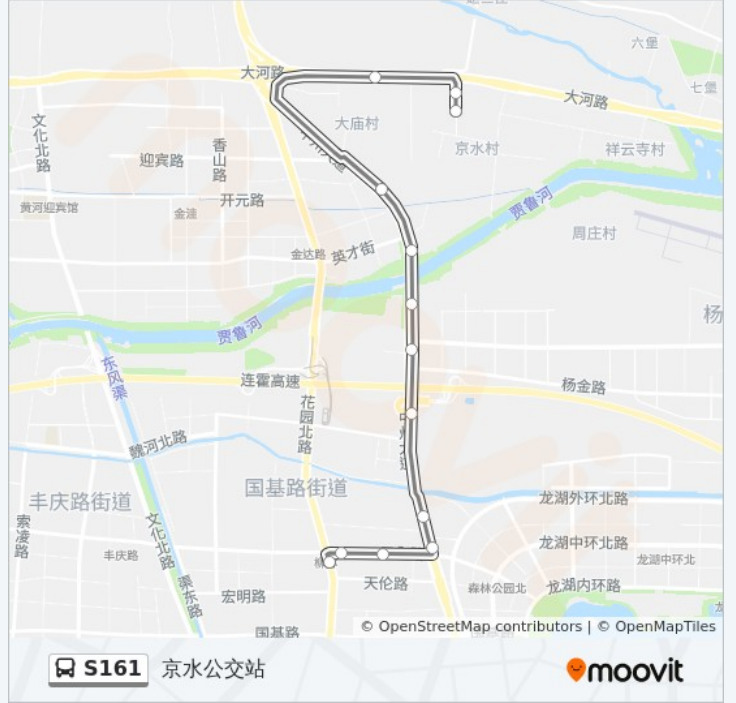 六堡
七堡
大河路
大河路
文化北路
大庙村
香山路
迎宾路
京水村
祥云寺村
开元路
黄河迎宾馆
金洼
贾鲁河
周庄村
英才街
金达路
杨
贾鲁河
东风渠
连霍高速
杨金路
花园北路
魏河北路
国基路街道
丰庆路街道
龙湖外环北路
索凌路
文化北路
龙湖中环北路
丰庆路
龙湖中环北
天伦路
森林公园北
龙湖内环路
渠东路
宏明路
国基路
© OpenStreetMap contributors | © OpenMapTiles
S161 京水公交站
moovit